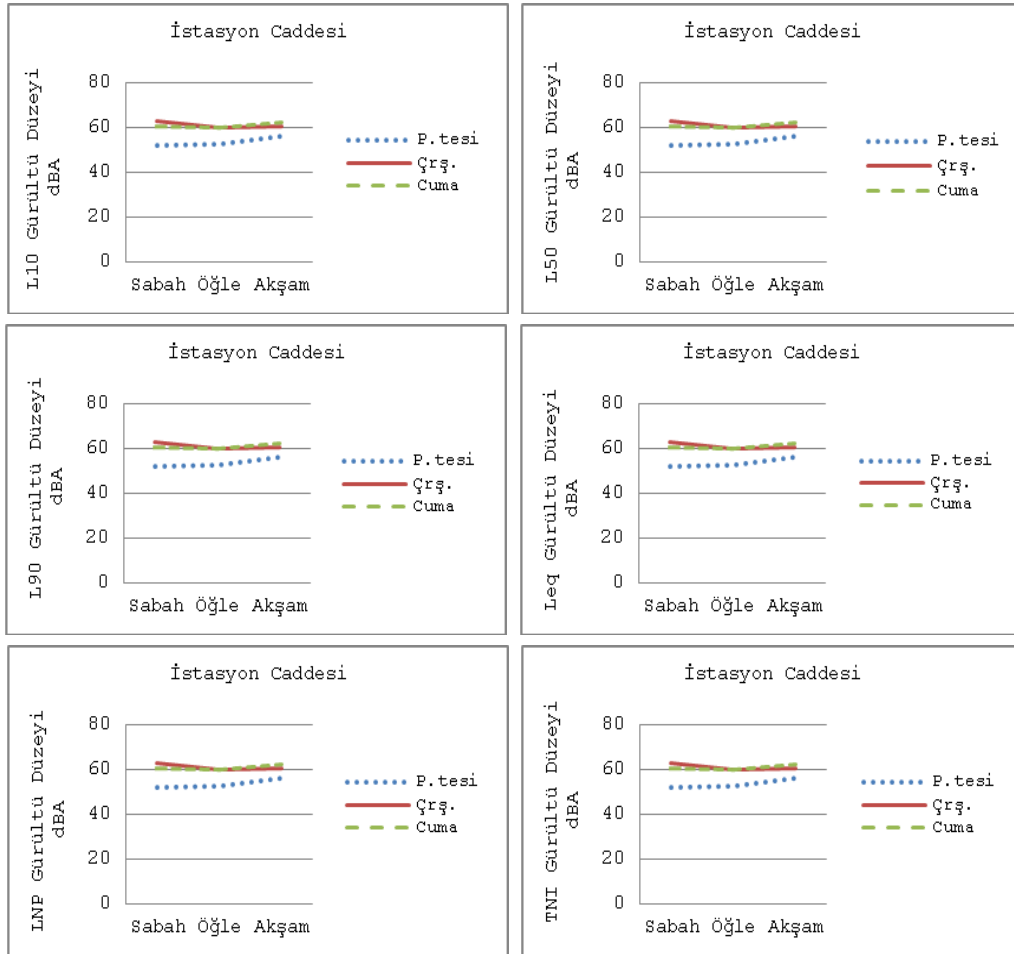 İstasyon Caddesi
L10 Gürültü Düzeyi
dBA
80
60
40
20
0
Sabah Öğle Akşam
P.tesi
Çrş.
Cuma
İstasyon Caddesi
L50 Gürültü Düzeyi
dBA
80
60
40
20
0
Sabah Öğle Akşam
P.tesi
Çrş.
Cuma
İstasyon Caddesi
L90 Gürültü Düzeyi
dBA
80
60
40
20
0
Sabah Öğle Akşam
P.tesi
Çrş.
Cuma
İstasyon Caddesi
Leq Gürültü Düzeyi
dBA
80
60
40
20
0
Sabah Öğle Akşam
P.tesi
Çrş.
Cuma
İstasyon Caddesi
LNP Gürültü Düzeyi
dBA
80
60
40
20
0
Sabah Öğle Akşam
P.tesi
Çrş.
Cuma
İstasyon Caddesi
TNI Gürültü Düzeyi
dBA
80
60
40
20
0
Sabah Öğle Akşam
P.tesi
Çrş.
Cuma